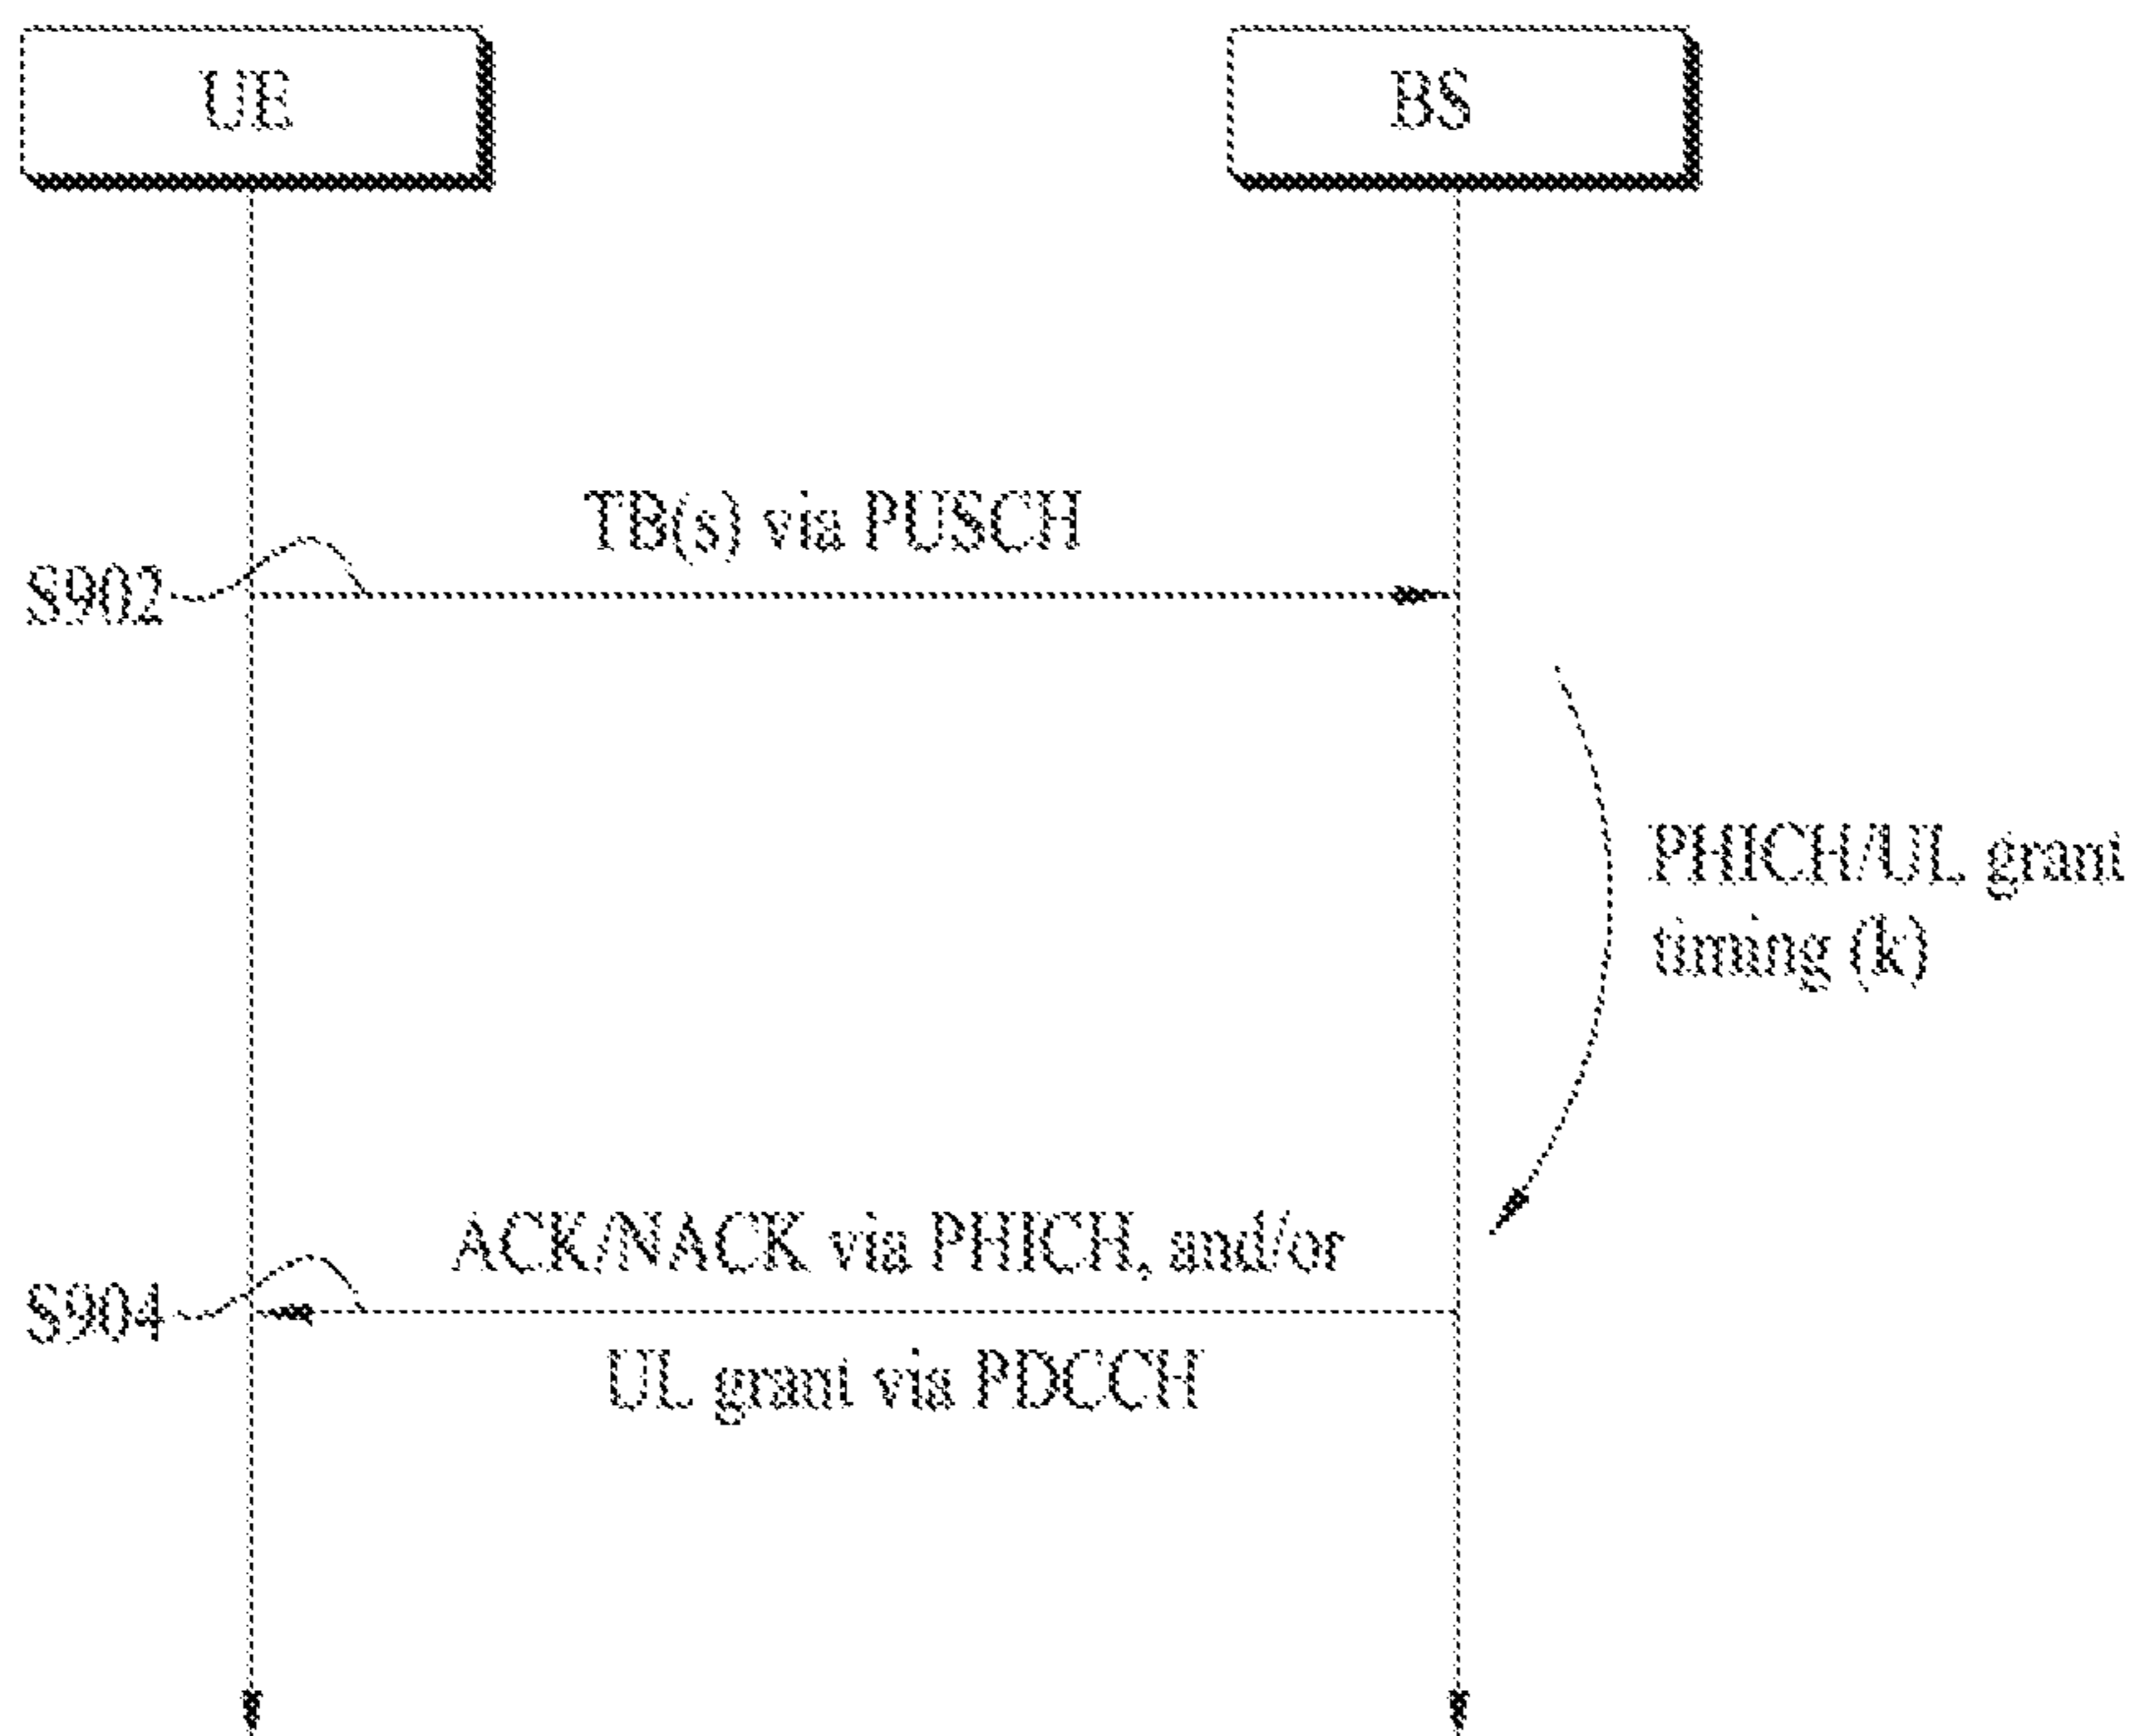 UE
BS
TB(s) via PUSCH
S902
PHICH/UL grant
timing (k)
ACK/NACK via PHICH, and/or
S904
UL grant via PDCCH